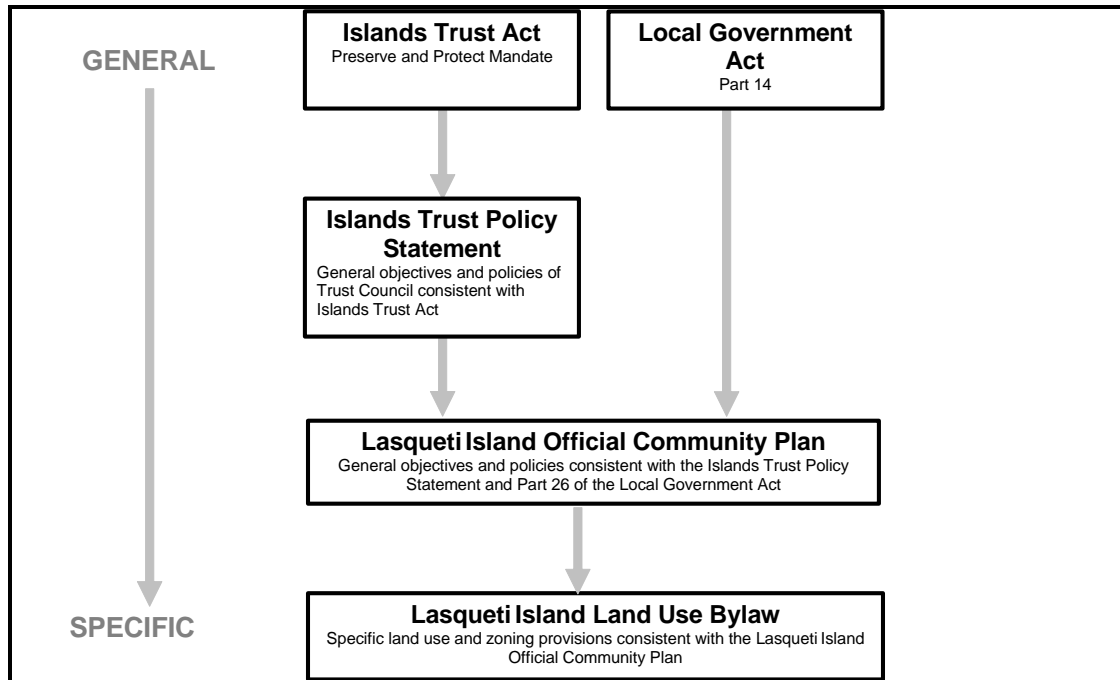 GENERAL
Islands Trust Act
Preserve and Protect Mandate
Local Government
Act
Part 14
Islands Trust Policy
Statement
General objectives and policies of
Trust Council consistent with
Islands Trust Act
Lasqueti Island Official Community Plan
General objectives and policies consistent with the Islands Trust Policy
Statement and Part 26 of the Local Government Act
SPECIFIC
Lasqueti Island Land Use Bylaw
Specific land use and zoning provisions consistent with the Lasqueti Island
Official Community Plan